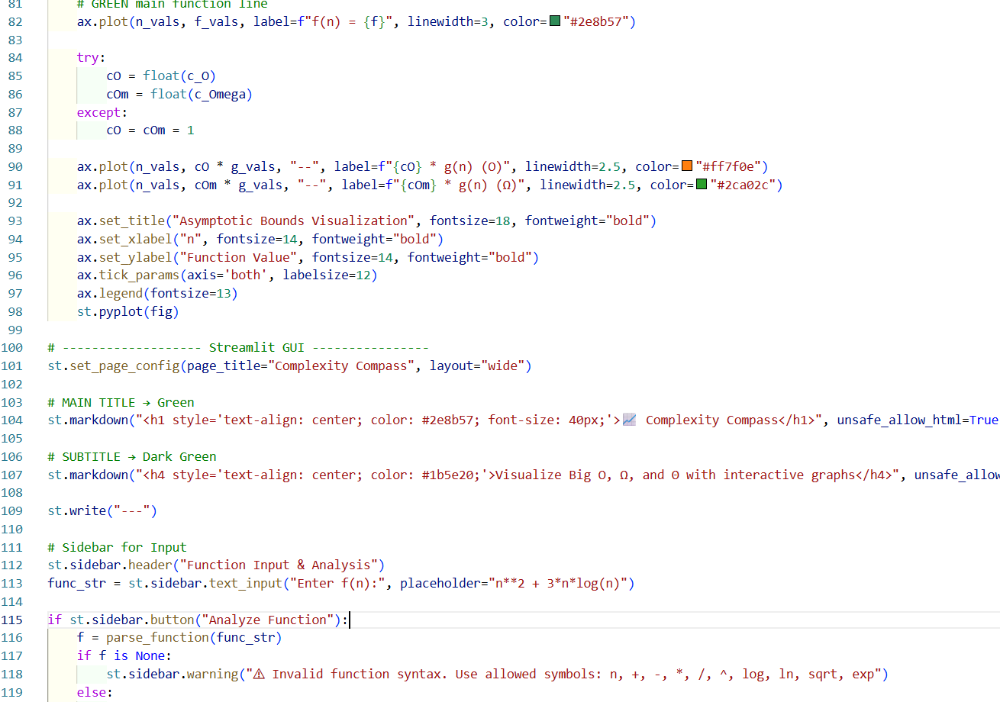 81 # GREEN main function line
82 ax.plot(n_vals, f_vals, label=f"f(n) = {f}", linewidth=3, color="#2e8b57")
83
84 try:
85 cO = float(c_O)
86 cOm = float(c_Omega)
87 except:
88 cO = cOm = 1
89
90 ax.plot(n_vals, cO * g_vals, "--", label=f"{cO} * g(n) (O)", linewidth=2.5, color="#ff7f0e")
91 ax.plot(n_vals, cOm * g_vals, "--", label=f"{cOm} * g(n) (Ω)", linewidth=2.5, color="#2ca02c")
92
93 ax.set_title("Asymptotic Bounds Visualization", fontsize=18, fontweight="bold")
94 ax.set_xlabel("n", fontsize=14, fontweight="bold")
95 ax.set_ylabel("Function Value", fontsize=14, fontweight="bold")
96 ax.tick_params(axis='both', labelsize=12)
97 ax.legend(fontsize=13)
98 st.pyplot(fig)
99
100 # ------------------- Streamlit GUI ----------------
101 st.set_page_config(page_title="Complexity Compass", layout="wide")
102
103 # MAIN TITLE → Green
104 st.markdown("<h1 style='text-align: center; color: #2e8b57; font-size: 40px;'>📈 Complexity Compass</h1>", unsafe_allow_html=True
105
106 # SUBTITLE → Dark Green
107 st.markdown("<h4 style='text-align: center; color: #1b5e20;'>Visualize Big O, Ω, and Θ with interactive graphs</h4>", unsafe_allow
108
109 st.write("---")
110
111 # Sidebar for Input
112 st.sidebar.header("Function Input & Analysis")
113 func_str = st.sidebar.text_input("Enter f(n):", placeholder="n**2 + 3*n*log(n)")
114
115 if st.sidebar.button("Analyze Function"):
116 f = parse_function(func_str)
117 if f is None:
118 st.sidebar.warning("⚠ Invalid function syntax. Use allowed symbols: n, +, -, *, /, ^, log, ln, sqrt, exp")
119 else: